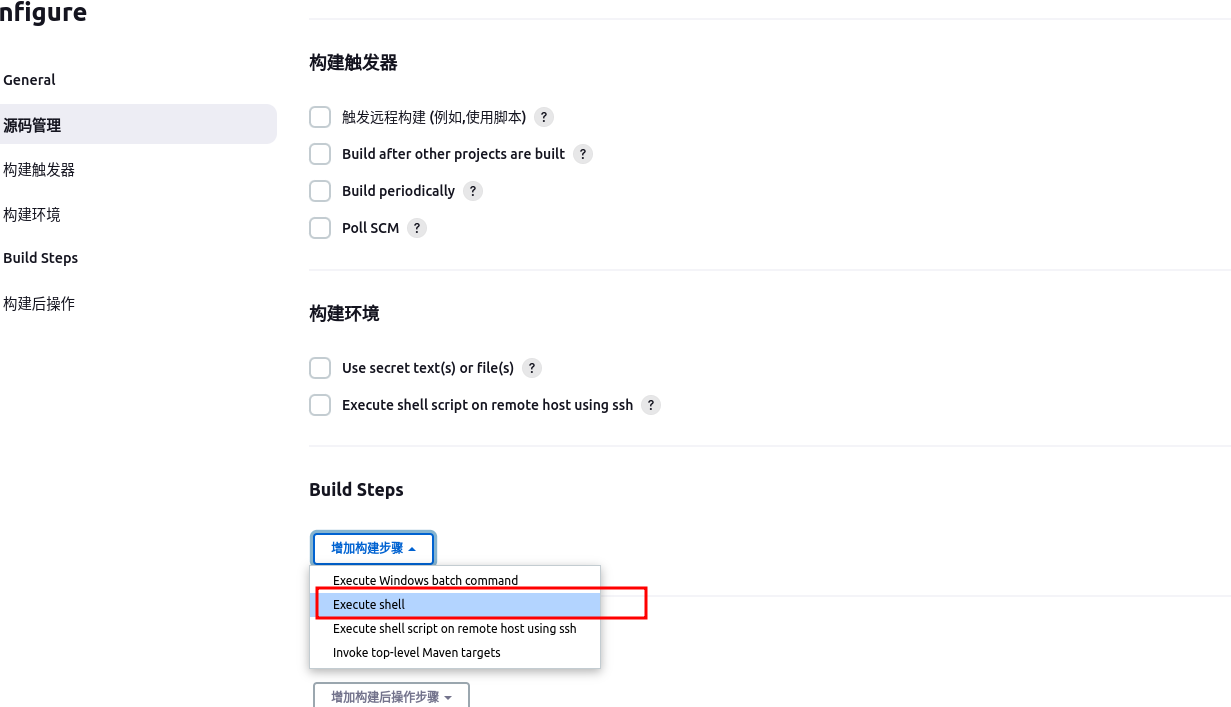 nfigure
General
源码管理
构建触发器
构建环境
Build Steps
构建后操作
构建触发器
触发远程构建 (例如,使用脚本) ?
Build after other projects are built ?
Build periodically ?
Poll SCM ?
构建环境
Use secret text(s) or file(s) ?
Execute shell script on remote host using ssh ?
Build Steps
增加构建步骤
Execute Windows batch command
Execute shell
Execute shell script on remote host using ssh
Invoke top-level Maven targets
增加构建后操作步骤